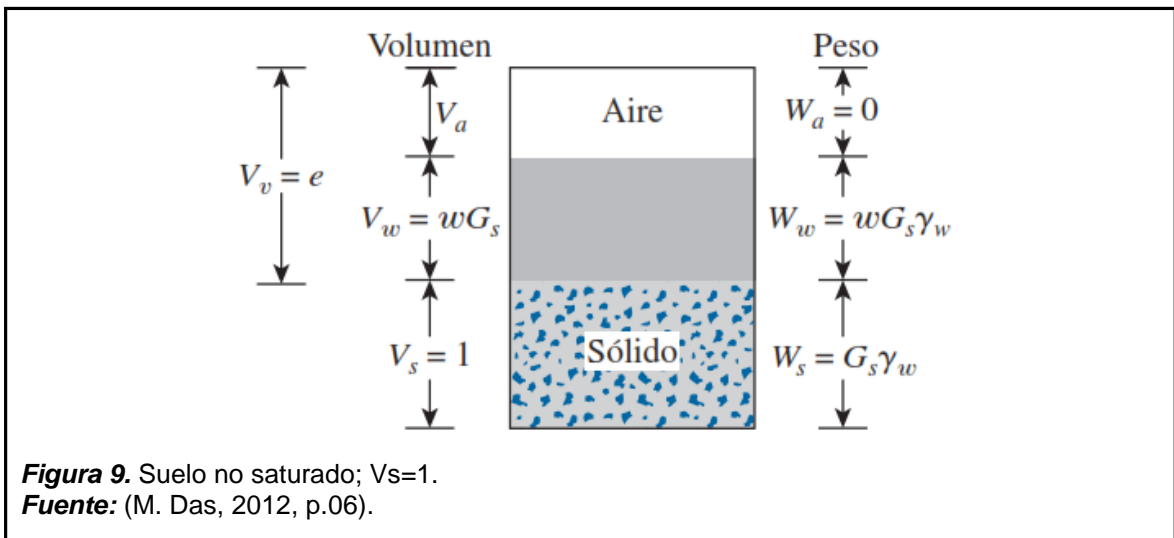 Volumen Peso
V_a Aire W_a = 0
V_v = e
V_w = wG_s W_w = wG_sγ_w
V_s = 1 Sólido W_s = G_sγ_w
Figura 9. Suelo no saturado; Vs=1.
Fuente: (M. Das, 2012, p.06).